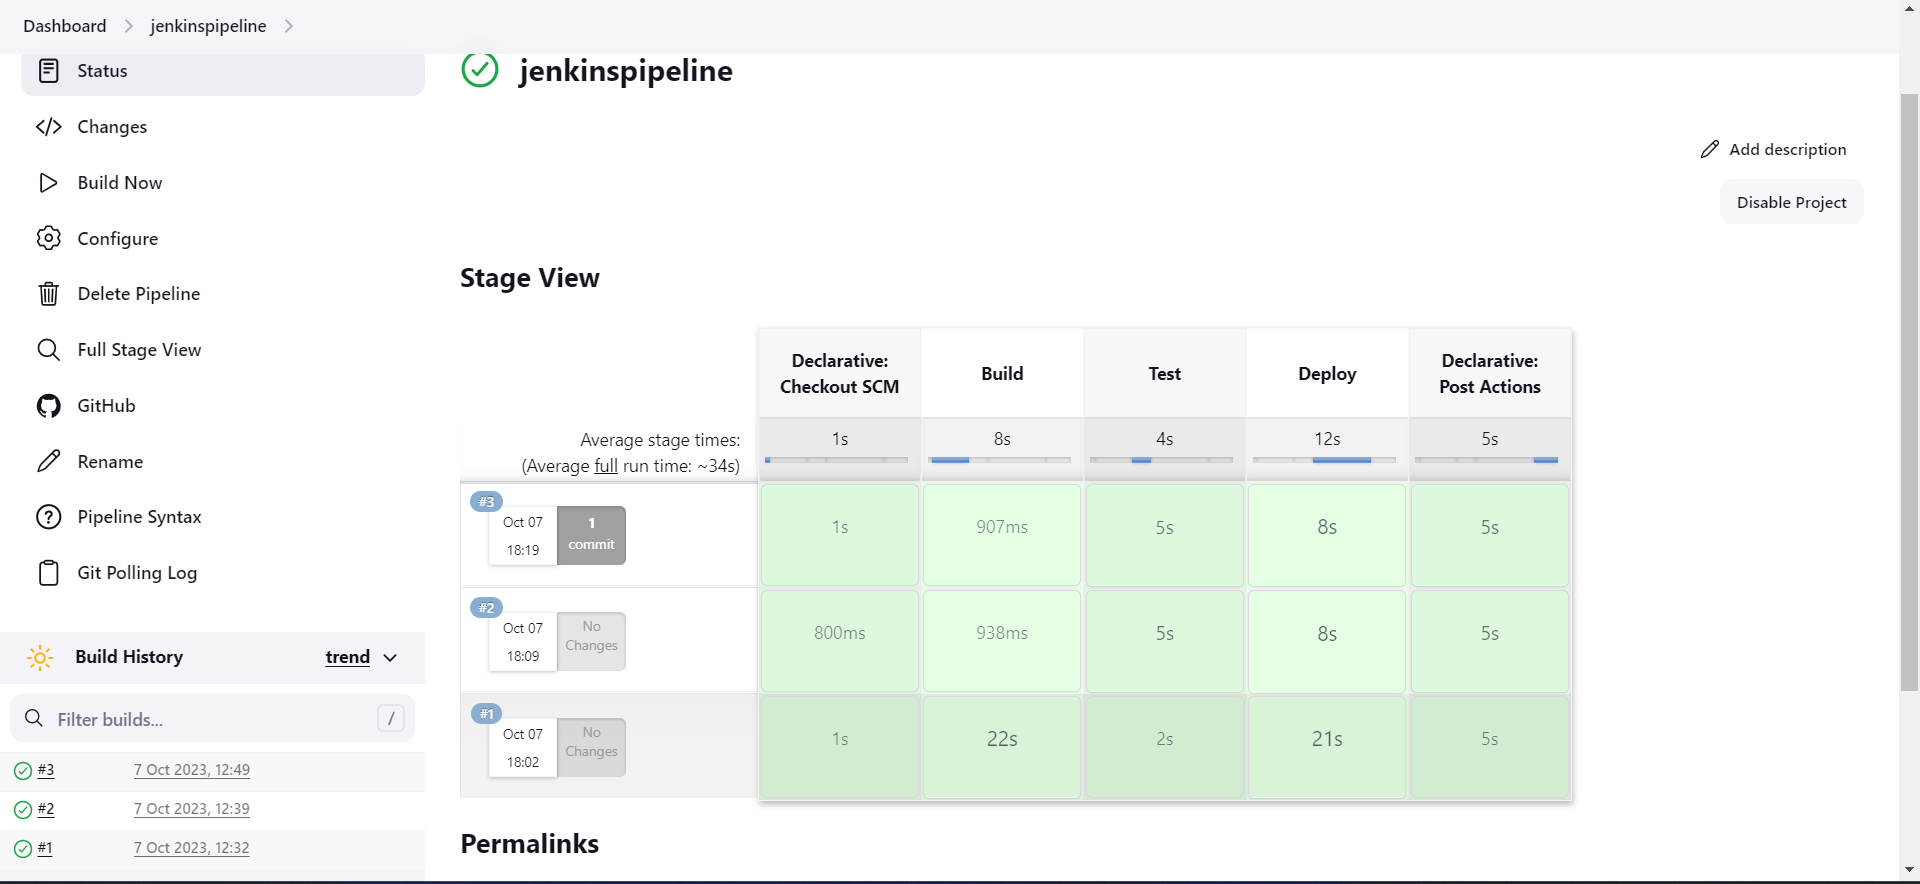 Dashboard
jenkinspipeline
Status
Changes
Build Now
Configure
Delete Pipeline
Full Stage View
GitHub
Rename
Pipeline Syntax
Git Polling Log
Build History
trend
Filter builds...
/
#3
7 Oct 2023, 12:49
#2
7 Oct 2023, 12:39
#1
7 Oct 2023, 12:32
jenkinspipeline
Add description
Disable Project
Stage View
Declarative:
Checkout SCM
Build
Test
Deploy
Declarative:
Post Actions
Average stage times:
(Average full run time: ~34s)
1s
8s
4s
12s
5s
#3
Oct 07
18:19
1
commit
1s
907ms
5s
8s
5s
#2
Oct 07
18:09
No
Changes
800ms
938ms
5s
8s
5s
#1
Oct 07
18:02
No
Changes
1s
22s
2s
21s
5s
Permalinks